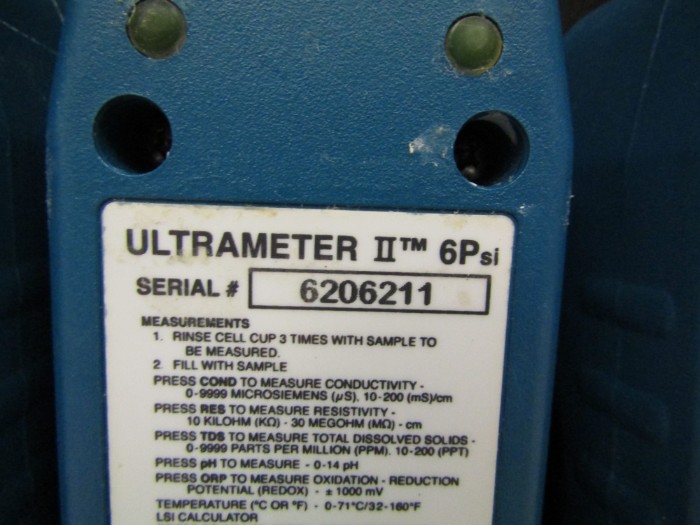 ULTRAMETER II™ 6Psi
SERIAL # 6206211
MEASUREMENTS
1. RINSE CELL CUP 3 TIMES WITH SAMPLE TO
BE MEASURED.
2. FILL WITH SAMPLE
PRESS COND TO MEASURE CONDUCTIVITY -
0-9999 MICROSIEMENS (µS), 10-200 (mS)/cm
PRESS RES TO MEASURE RESISTIVITY -
10 KILOHM (KΩ) - 30 MEGOHM (MΩ) - cm
PRESS TDS TO MEASURE TOTAL DISSOLVED SOLIDS -
0-9999 PARTS PER MILLION (PPM), 10-200 (PPT)
PRESS pH TO MEASURE - 0-14 pH
PRESS ORP TO MEASURE OXIDATION - REDUCTION
POTENTIAL (REDOX) - ± 1000 mV
TEMPERATURE (°C OR °F) - 0-71°C/32-160°F
LSI CALCULATOR